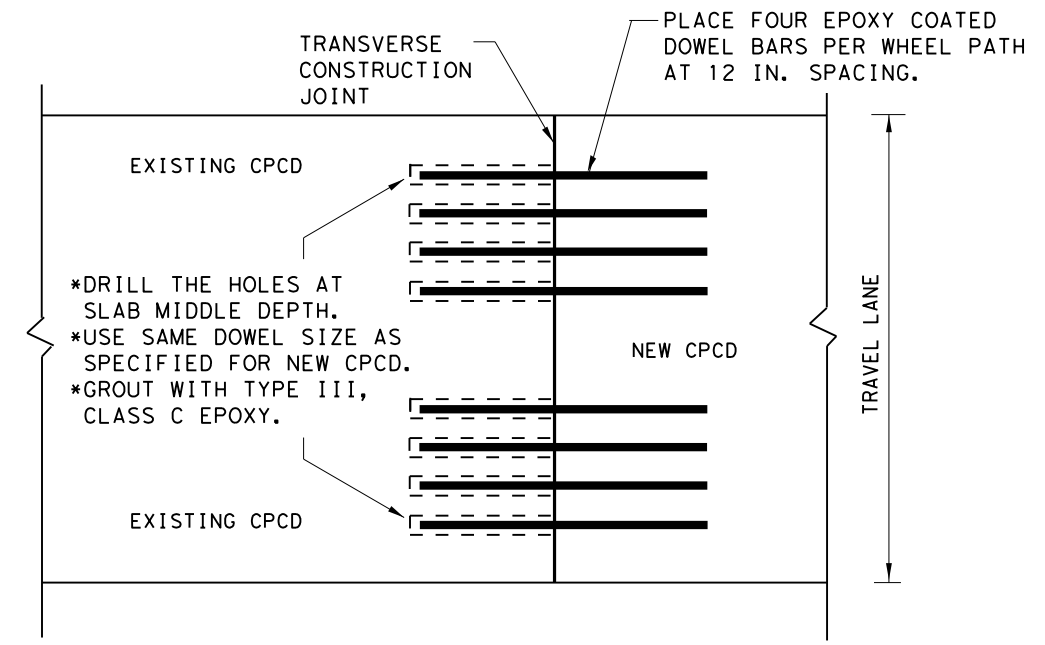 PLACE FOUR EPOXY COATED
DOWEL BARS PER WHEEL PATH
AT 12 IN. SPACING.
TRANSVERSE
CONSTRUCTION
JOINT
EXISTING CPCD
*DRILL THE HOLES AT
SLAB MIDDLE DEPTH.
*USE SAME DOWEL SIZE AS
SPECIFIED FOR NEW CPCD.
*GROUT WITH TYPE III,
CLASS C EPOXY.
NEW CPCD
TRAVEL LANE
EXISTING CPCD